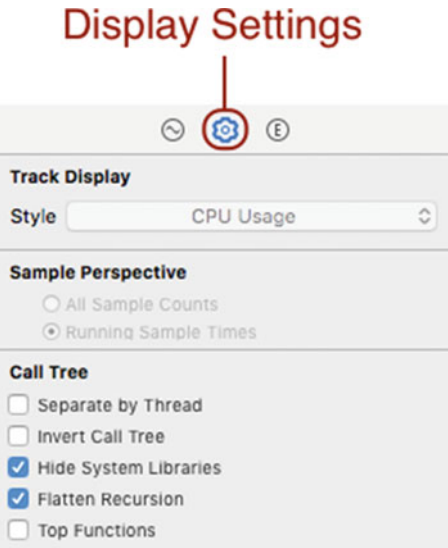 Display Settings
E
Track Display
Style CPU Usage
Sample Perspective
All Sample Counts
Running Sample Times
Call Tree
Separate by Thread
Invert Call Tree
Hide System Libraries
Flatten Recursion
Top Functions